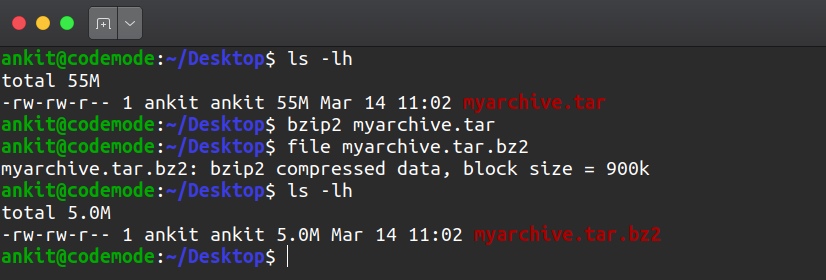 ankit@codemode:~/Desktop$ ls -lh
total 55M
-rw-rw-r-- 1 ankit ankit 55M Mar 14 11:02 myarchive.tar
ankit@codemode:~/Desktop$ bzip2 myarchive.tar
ankit@codemode:~/Desktop$ file myarchive.tar.bz2
myarchive.tar.bz2: bzip2 compressed data, block size = 900k
ankit@codemode:~/Desktop$ ls -lh
total 5.0M
-rw-rw-r-- 1 ankit ankit 5.0M Mar 14 11:02 myarchive.tar.bz2
ankit@codemode:~/Desktop$